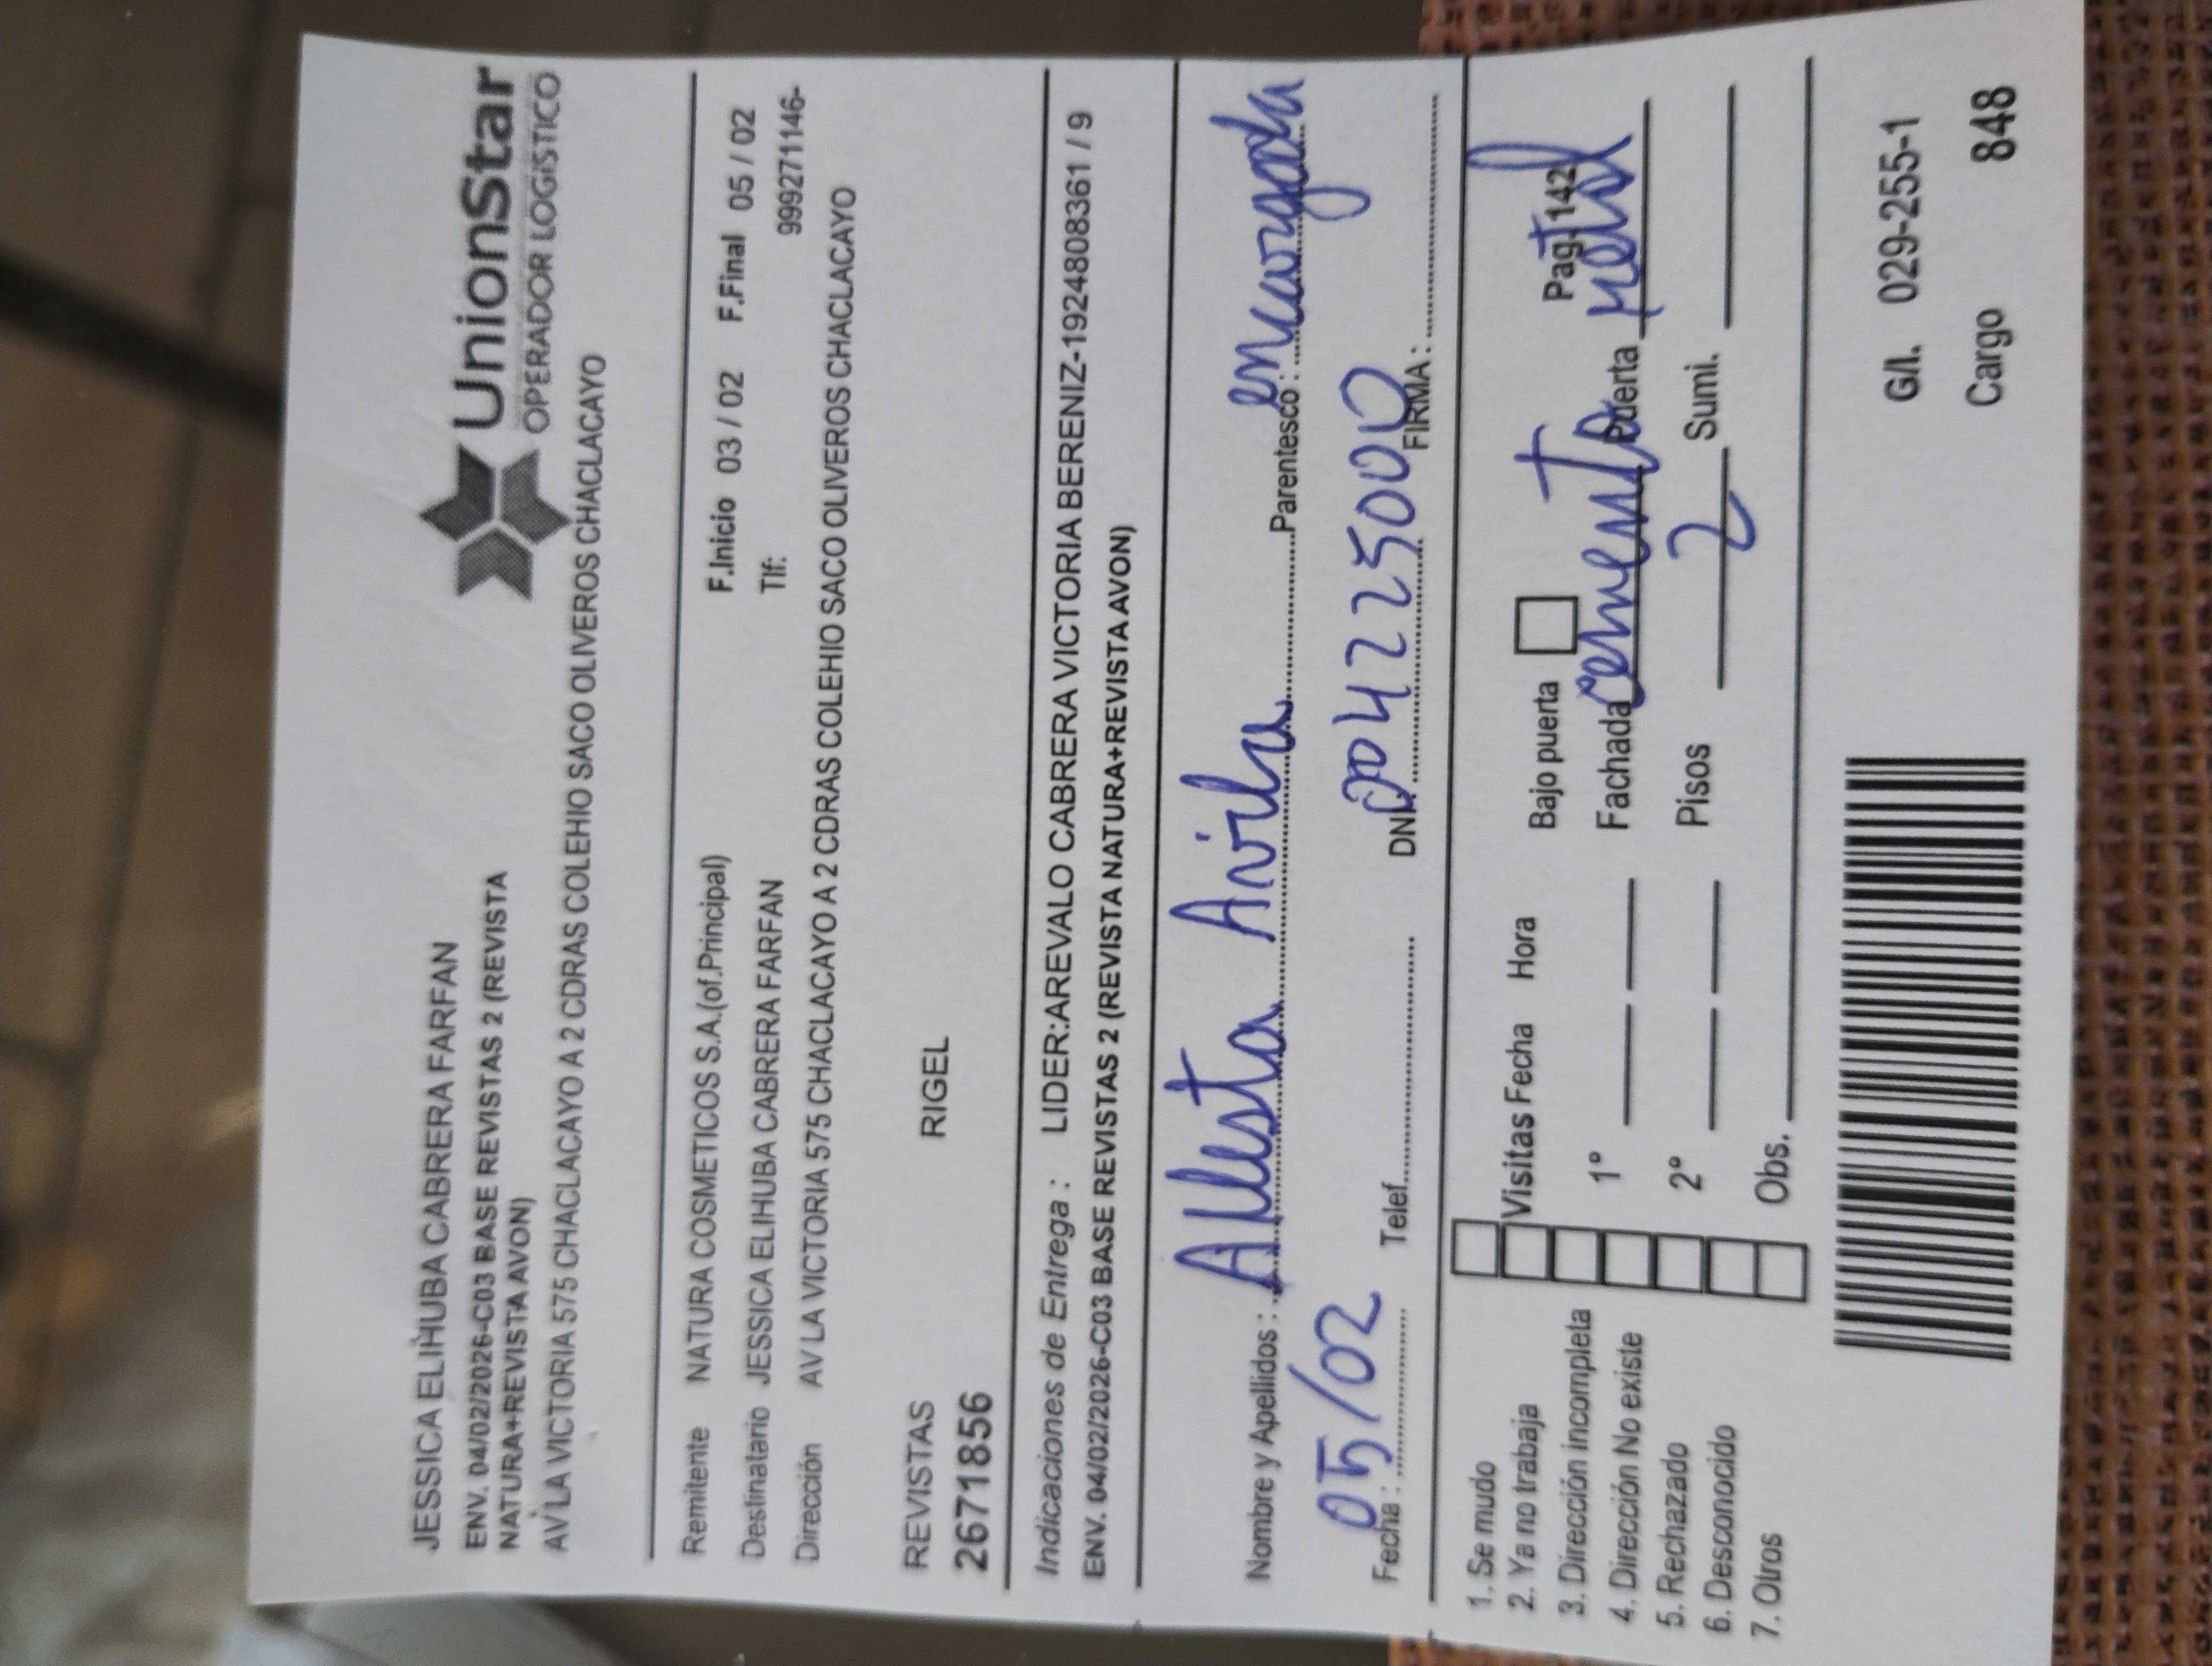 UnionStar
OPERADOR LOGÍSTICO
JESSICA ELIHUBA CABRERA FARFAN
ENV. 04/02/2026-C03 BASE REVISTAS 2 (REVISTA
NATURA+REVISTA AVON)
AV LA VICTORIA 575 CHACLACAYO A 2 CDRAS COLEHIO SACO OLIVEROS CHACLACAYO
Remitente NATURA COSMETICOS S.A.(of.Principal) F.Inicio 03 / 02 F.Final 05 / 02
Destinatario JESSICA ELIHUBA CABRERA FARFAN Tlf: 999271146-
Dirección AV LA VICTORIA 575 CHACLACAYO A 2 CDRAS COLEHIO SACO OLIVEROS CHACLACAYO
REVISTAS RIGEL
2671856
Indicaciones de Entrega : LIDER:AREVALO CABRERA VICTORIA BERENIZ-1924808361 / 9
ENV. 04/02/2026-C03 BASE REVISTAS 2 (REVISTA NATURA+REVISTA AVON)
Nombre y Apellidos : Avila Parentesco : encargada
Fecha : 05/02 Telef. DNI. 004225000 FIRMA :
1. Se mudo
2. Ya no trabaja Visitas Fecha Hora Bajo puerta Pag. 142
3. Dirección incompleta 1° Fachada cemento Puerta metal
4. Dirección No existe
5. Rechazado 2° Pisos 2 Sumi.
6. Desconocido
7. Otros Obs.
G/I. 029-255-1
Cargo 848